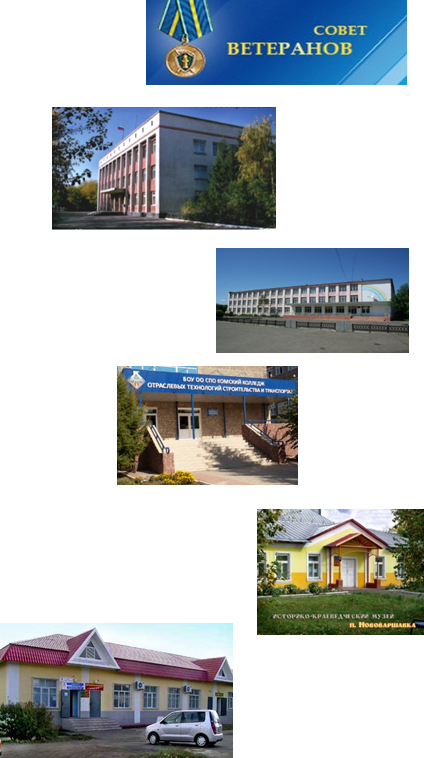 СОВЕТ
ВЕТЕРАНОВ
БОУ ОО СПО «ОМСКИЙ КОЛЛЕДЖ
ОТРАСЛЕВЫХ ТЕХНОЛОГИЙ СТРОИТЕЛЬСТВА И ТРАНСПОРТА»
ИСТОРИКО-КРАЕВЕДЧЕСКИЙ МУЗЕЙ
п. Нововаршавка